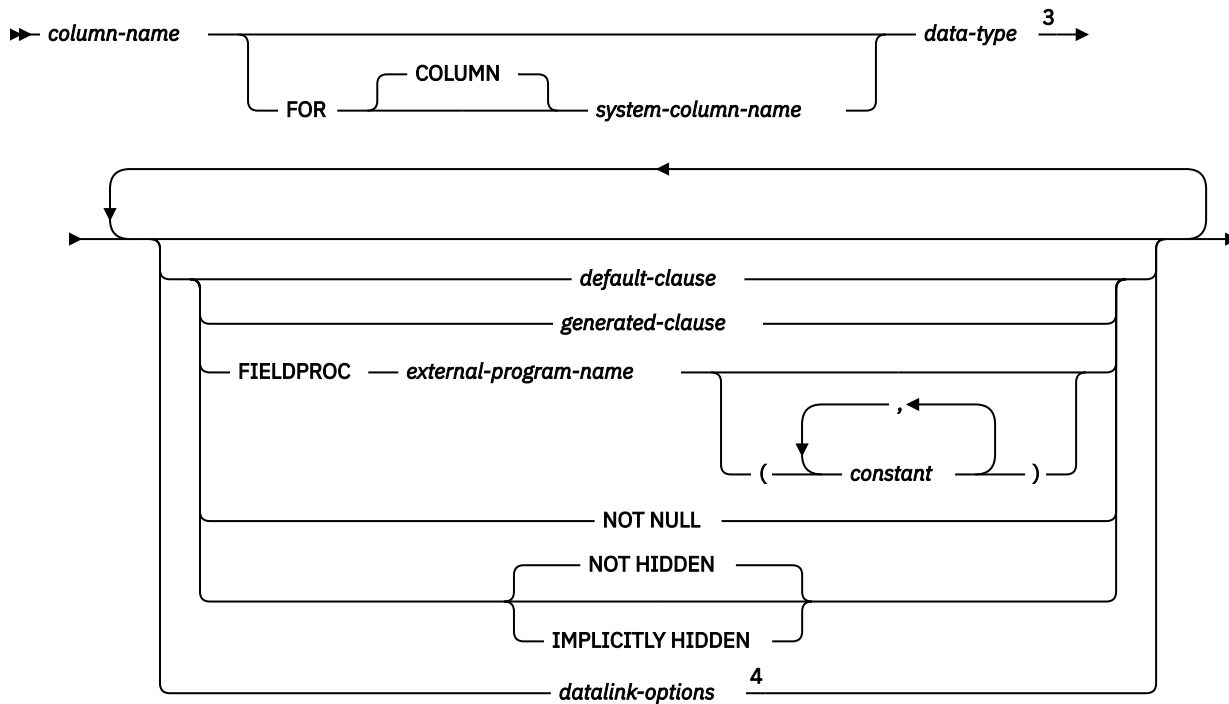 column-name data-type 3
COLUMN
FOR system-column-name
default-clause
generated-clause
FIELDPROC external-program-name
,
( constant )
NOT NULL
NOT HIDDEN
IMPLICITLY HIDDEN
datalink-options 4